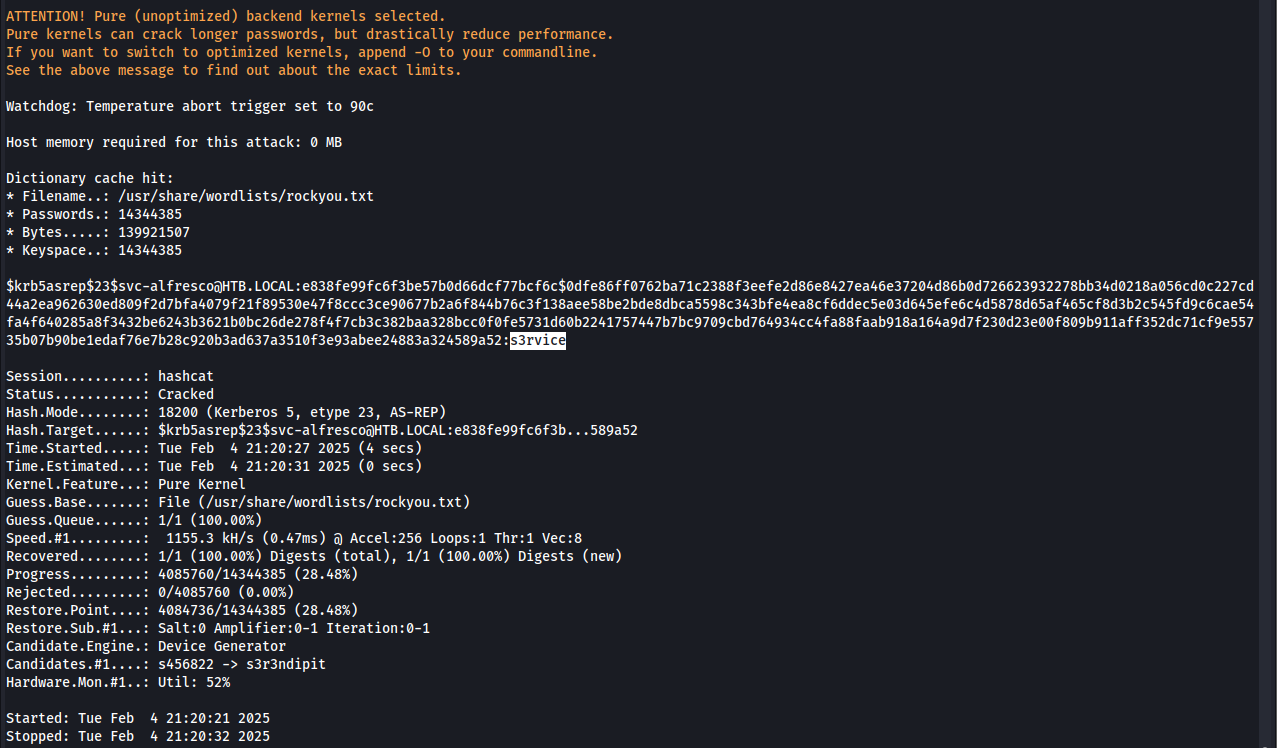 ATTENTION! Pure (unoptimized) backend kernels selected.
Pure kernels can crack longer passwords, but drastically reduce performance.
If you want to switch to optimized kernels, append -O to your commandline.
See the above message to find out about the exact limits.
Watchdog: Temperature abort trigger set to 90c
Host memory required for this attack: 0 MB
Dictionary cache hit:
* Filename..: /usr/share/wordlists/rockyou.txt
* Passwords.: 14344385
* Bytes.....: 139921507
* Keyspace..: 14344385
$krb5asrep$23$svc-alfresco@HTB.LOCAL:e838fe99fc6f3be57b0d66dcf77bcf6c$0dfe86ff0762ba71c2388f3eefe2d86e8427ea46e37204d86b0d726623932278bb34d0218a056cd0c227cd
44a2ea962630ed809f2d7bfa4079f21f89530e47f8ccc3ce90677b2a6f844b76c3f138aee58be2bde8dbca5598c343bfe4ea8cf6ddec5e03d645efe6c4d5878d65af465cf8d3b2c545fd9c6cae54
fa4f640285a8f3432be6243b3621b0bc26de278f4f7cb3c382baa328bcc0f0fe5731d60b2241757447b7bc9709cbd764934cc4fa88faab918a164a9d7f230d23e00f809b911aff352dc71cf9e557
35b07b90be1edaf76e7b28c920b3ad637a3510f3e93abee24883a324589a52:s3rvice
Session..........: hashcat
Status...........: Cracked
Hash.Mode........: 18200 (Kerberos 5, etype 23, AS-REP)
Hash.Target......: $krb5asrep$23$svc-alfresco@HTB.LOCAL:e838fe99fc6f3b...589a52
Time.Started.....: Tue Feb  4 21:20:27 2025 (4 secs)
Time.Estimated...: Tue Feb  4 21:20:31 2025 (0 secs)
Kernel.Feature...: Pure Kernel
Guess.Base.......: File (/usr/share/wordlists/rockyou.txt)
Guess.Queue......: 1/1 (100.00%)
Speed.#1.........:  1155.3 kH/s (0.47ms) @ Accel:256 Loops:1 Thr:1 Vec:8
Recovered........: 1/1 (100.00%) Digests (total), 1/1 (100.00%) Digests (new)
Progress.........: 4085760/14344385 (28.48%)
Rejected.........: 0/4085760 (0.00%)
Restore.Point....: 4084736/14344385 (28.48%)
Restore.Sub.#1...: Salt:0 Amplifier:0-1 Iteration:0-1
Candidate.Engine.: Device Generator
Candidates.#1....: s456822 -> s3r3ndipit
Hardware.Mon.#1..: Util: 52%
Started: Tue Feb  4 21:20:21 2025
Stopped: Tue Feb  4 21:20:32 2025